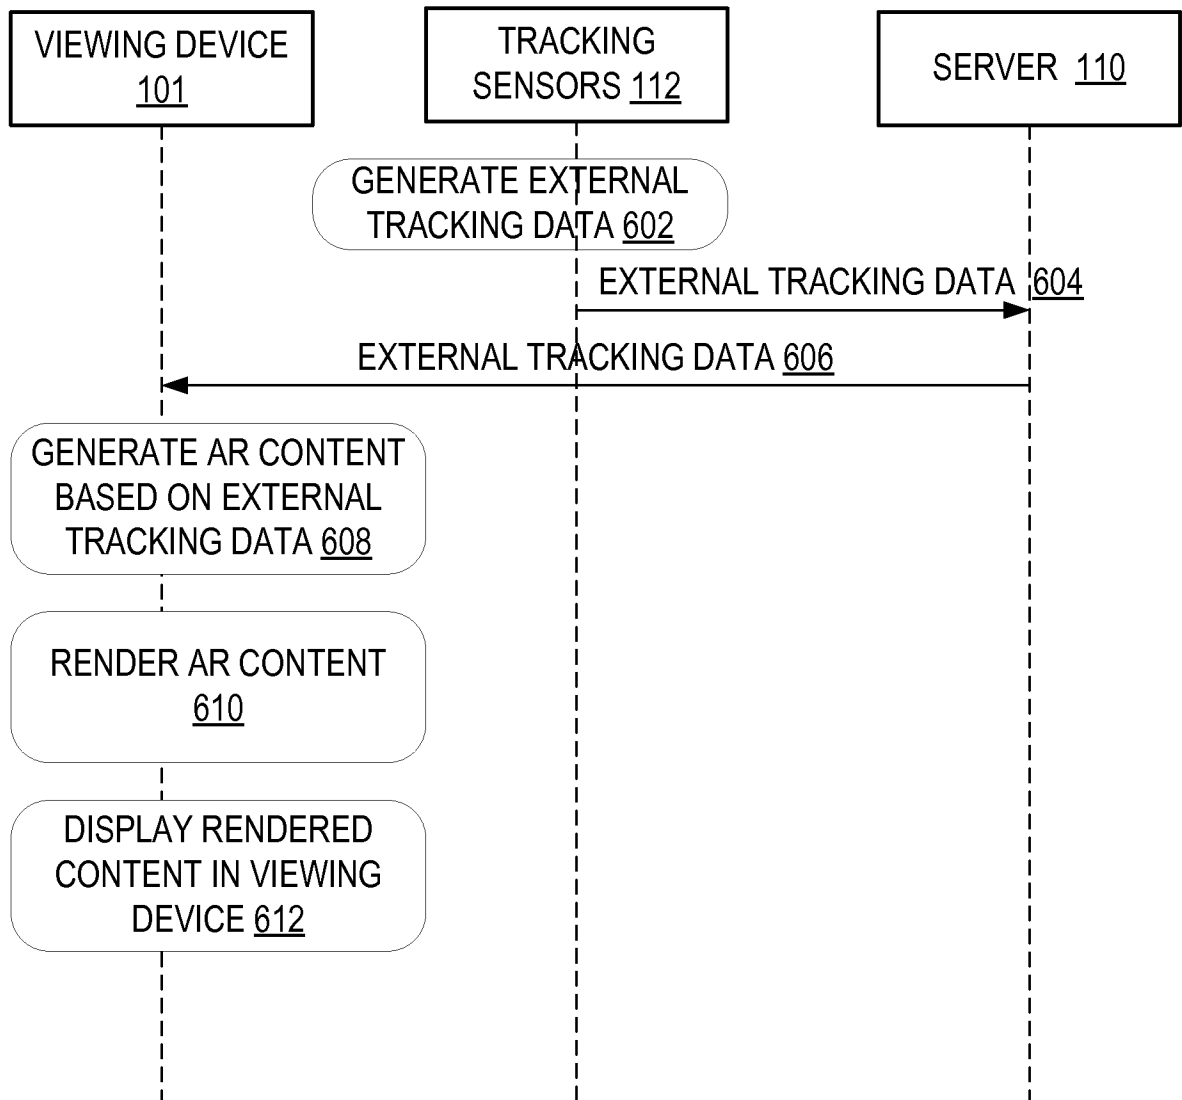 VIEWING DEVICE
101
TRACKING
SENSORS 112
SERVER 110
GENERATE EXTERNAL
TRACKING DATA 602
EXTERNAL TRACKING DATA 604
EXTERNAL TRACKING DATA 606
GENERATE AR CONTENT
BASED ON EXTERNAL
TRACKING DATA 608
RENDER AR CONTENT
610
DISPLAY RENDERED
CONTENT IN VIEWING
DEVICE 612